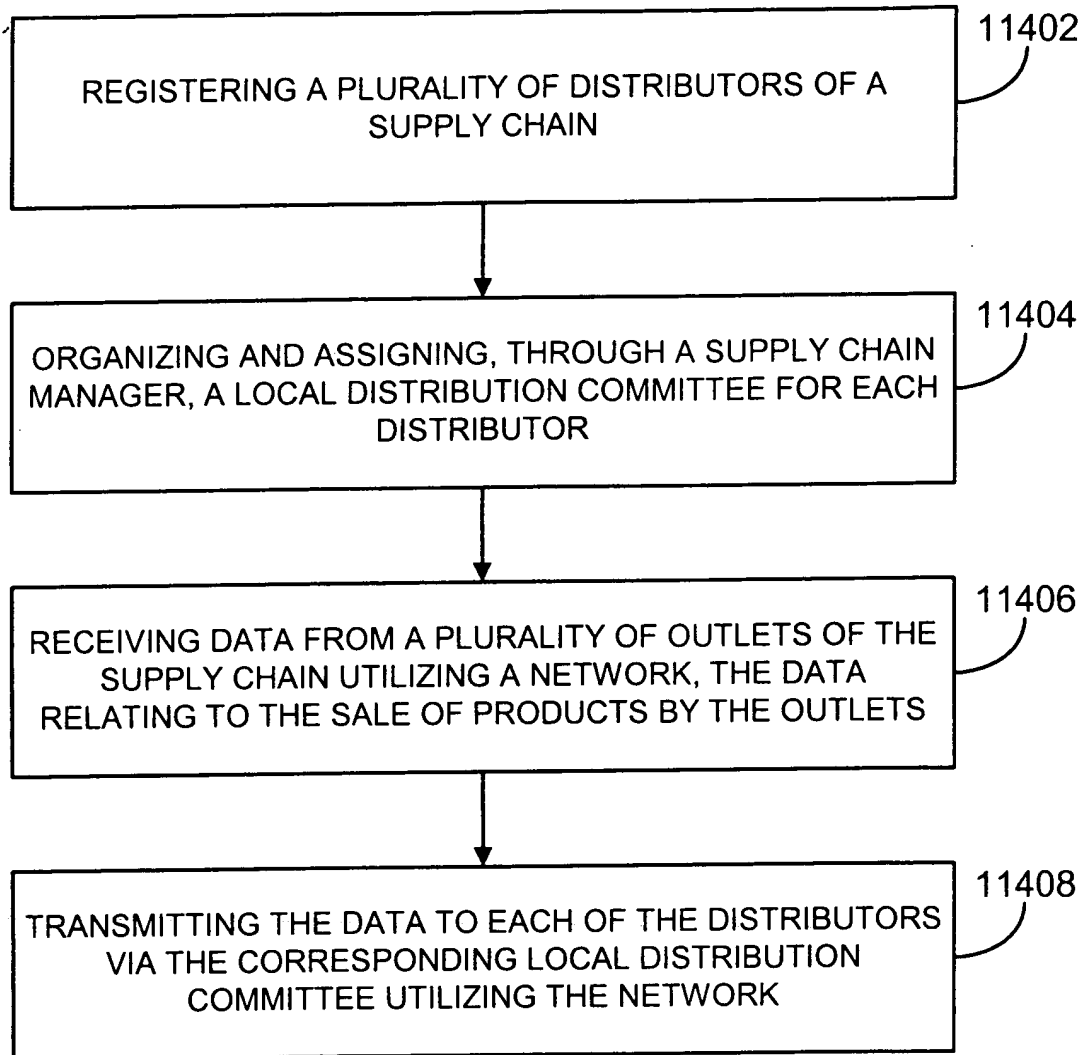 11402
REGISTERING A PLURALITY OF DISTRIBUTORS OF A
SUPPLY CHAIN
11404
ORGANIZING AND ASSIGNING, THROUGH A SUPPLY CHAIN
MANAGER, A LOCAL DISTRIBUTION COMMITTEE FOR EACH
DISTRIBUTOR
11406
RECEIVING DATA FROM A PLURALITY OF OUTLETS OF THE
SUPPLY CHAIN UTILIZING A NETWORK, THE DATA
RELATING TO THE SALE OF PRODUCTS BY THE OUTLETS
11408
TRANSMITTING THE DATA TO EACH OF THE DISTRIBUTORS
VIA THE CORRESPONDING LOCAL DISTRIBUTION
COMMITTEE UTILIZING THE NETWORK